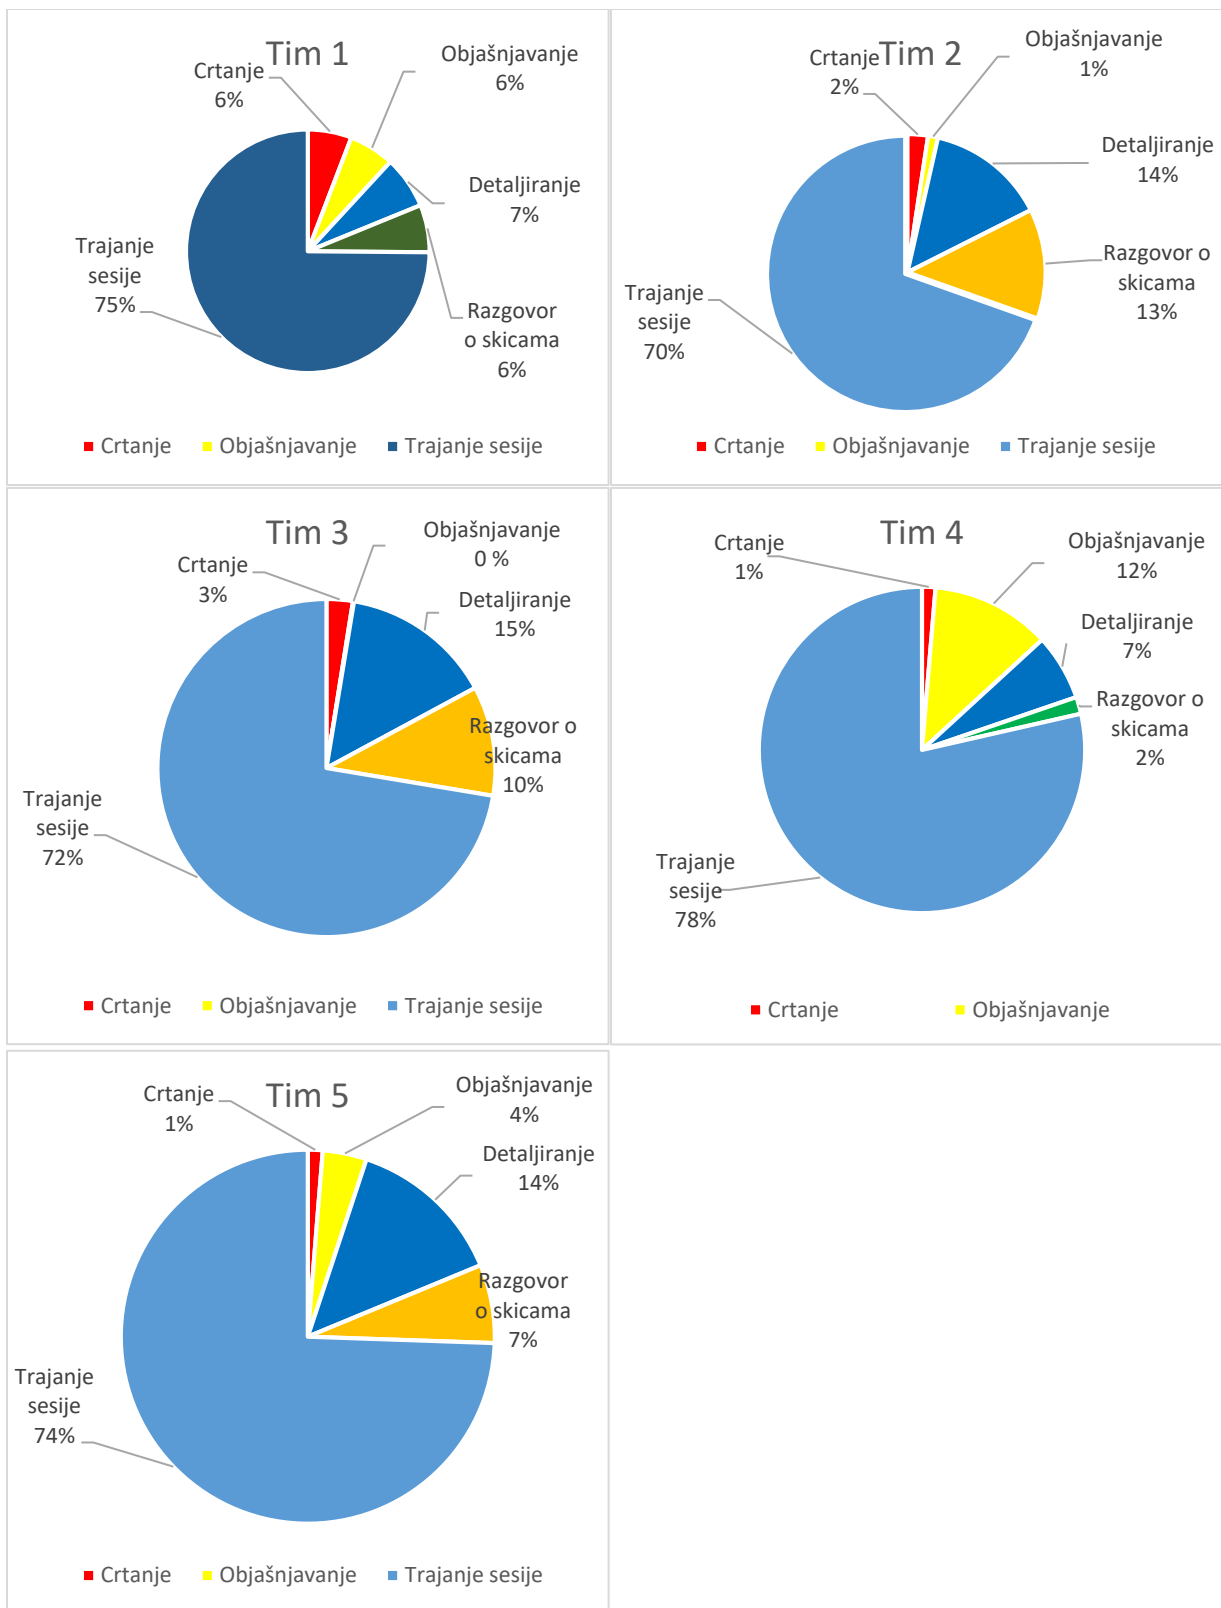 Tim 1
Crtanje
6%
Objašnjavanje
6%
Detaljiranje
7%
Razgovor
o skicama
6%
Trajanje
sesije
75%
Crtanje Objašnjavanje Trajanje sesije
Tim 2
Crtanje
2%
Objašnjavanje
1%
Detaljiranje
14%
Razgovor o
skicama
13%
Trajanje
sesije
70%
Crtanje Objašnjavanje Trajanje sesije
Tim 3
Crtanje
3%
Objašnjavanje
0 %
Detaljiranje
15%
Razgovor o
skicama
10%
Trajanje
sesije
72%
Crtanje Objašnjavanje Trajanje sesije
Tim 4
Crtanje
1%
Objašnjavanje
12%
Detaljiranje
7%
Razgovor o
skicama
2%
Trajanje
sesije
78%
Crtanje Objašnjavanje
Tim 5
Crtanje
1%
Objašnjavanje
4%
Detaljiranje
14%
Razgovor
o skicama
7%
Trajanje
sesije
74%
Crtanje Objašnjavanje Trajanje sesije